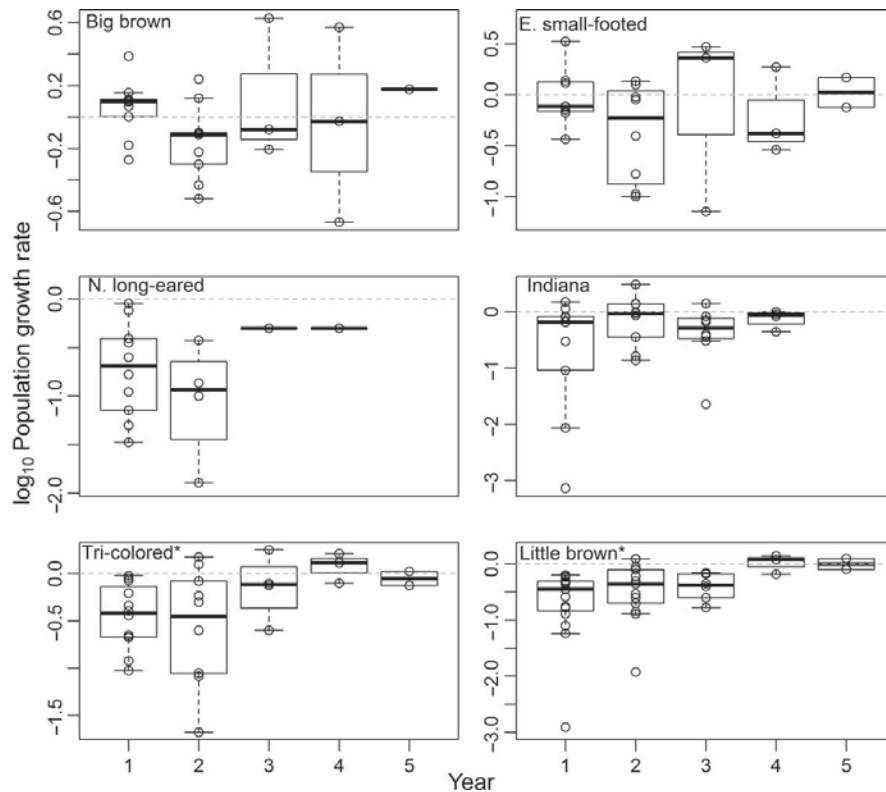 Big brown
0.6
0.2
−0.2
−0.6
E. small-footed
0.5
0.0
−0.5
−1.0
N. long-eared
0.0
−1.0
−2.0
Indiana
0
−1
−2
−3
Tri-colored*
0.0
−0.5
−1.5
Little brown*
0.0
−1.0
−2.0
−3.0
log10 Population growth rate
1 2 3 4 5
1 2 3 4 5
Year